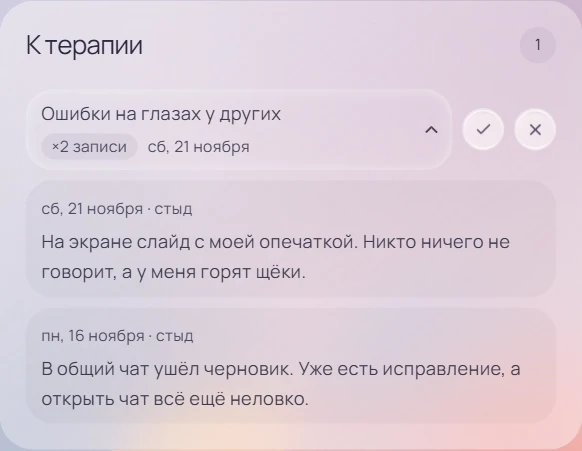 К терапии
1
Ошибки на глазах у других
×2 записи
сб, 21 ноября
сб, 21 ноября · стыд
На экране слайд с моей опечаткой. Никто ничего не
говорит, а у меня горят щёки.
пн, 16 ноября · стыд
В общий чат ушёл черновик. Уже есть исправление, а
открыть чат всё ещё неловко.